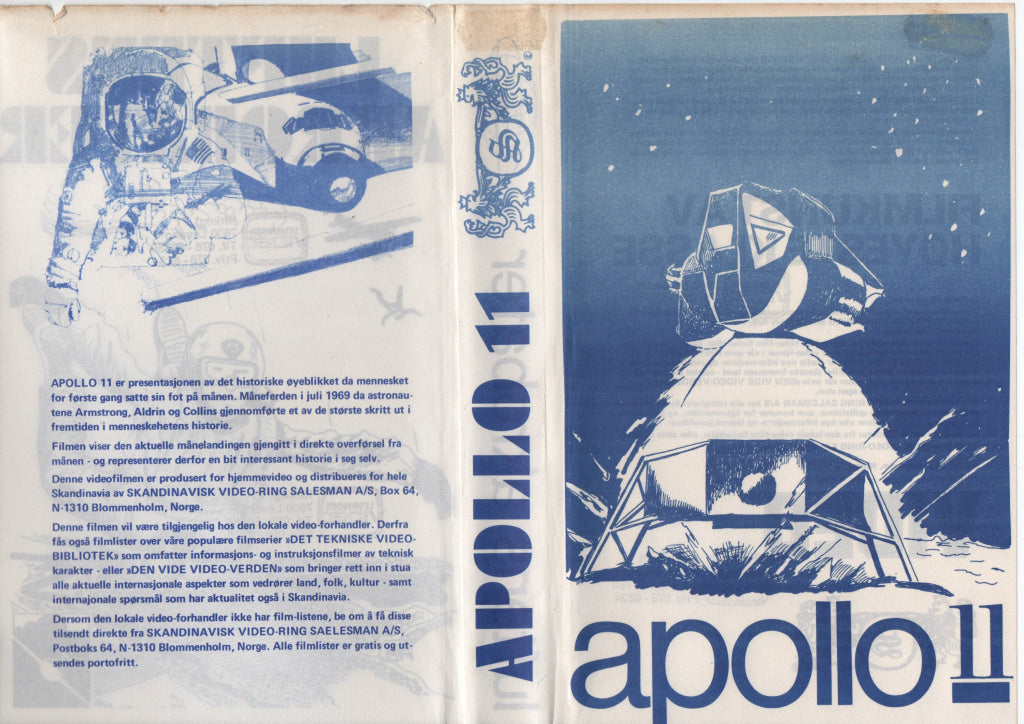 APOLLO 11 er presentasjonen av det historiske øyeblikket da mennesket
for første gang satte sin fot på månen. Måneferden i juli 1969 da astronau-
tene Armstrong, Aldrin og Collins gjennomførte et av de største skritt ut i
fremtiden i menneskehetens historie.
Filmen viser den aktuelle månelandingen gjengitt i direkte overførsel fra
månen - og representerer derfor en bit interessant historie i seg selv.
Denne videofilmen er produsert for hjemmevideo og distribueres for hele
Skandinavia av SKANDINAVISK VIDEO-RING SALESMAN A/S, Box 64,
N-1310 Blommenholm, Norge.
Denne filmen vil være tilgjengelig hos den lokale video-forhandler. Derfra
fås også filmlister over våre populære filmserier »DET TEKNISKE VIDEO-
BIBLIOTEK» som omfatter informasjons- og instruksjonsfilmer av teknisk
karakter - eller »DEN VIDE VIDEO-VERDEN» som bringer rett inn i stua
alle aktuelle internasjonale aspekter som vedrører land, folk, kultur - samt
internajonale spørsmål som har aktualitet også i Skandinavia.
Dersom den lokale video-forhandler ikke har film-listene, be om å få disse
tilsendt direkte fra SKANDINAVISK VIDEO-RING SAELESMAN A/S,
Postboks 64, N-1310 Blommenholm, Norge. Alle filmlister er gratis og ut-
sendes portofritt.
APOLLO 11
apollo 11